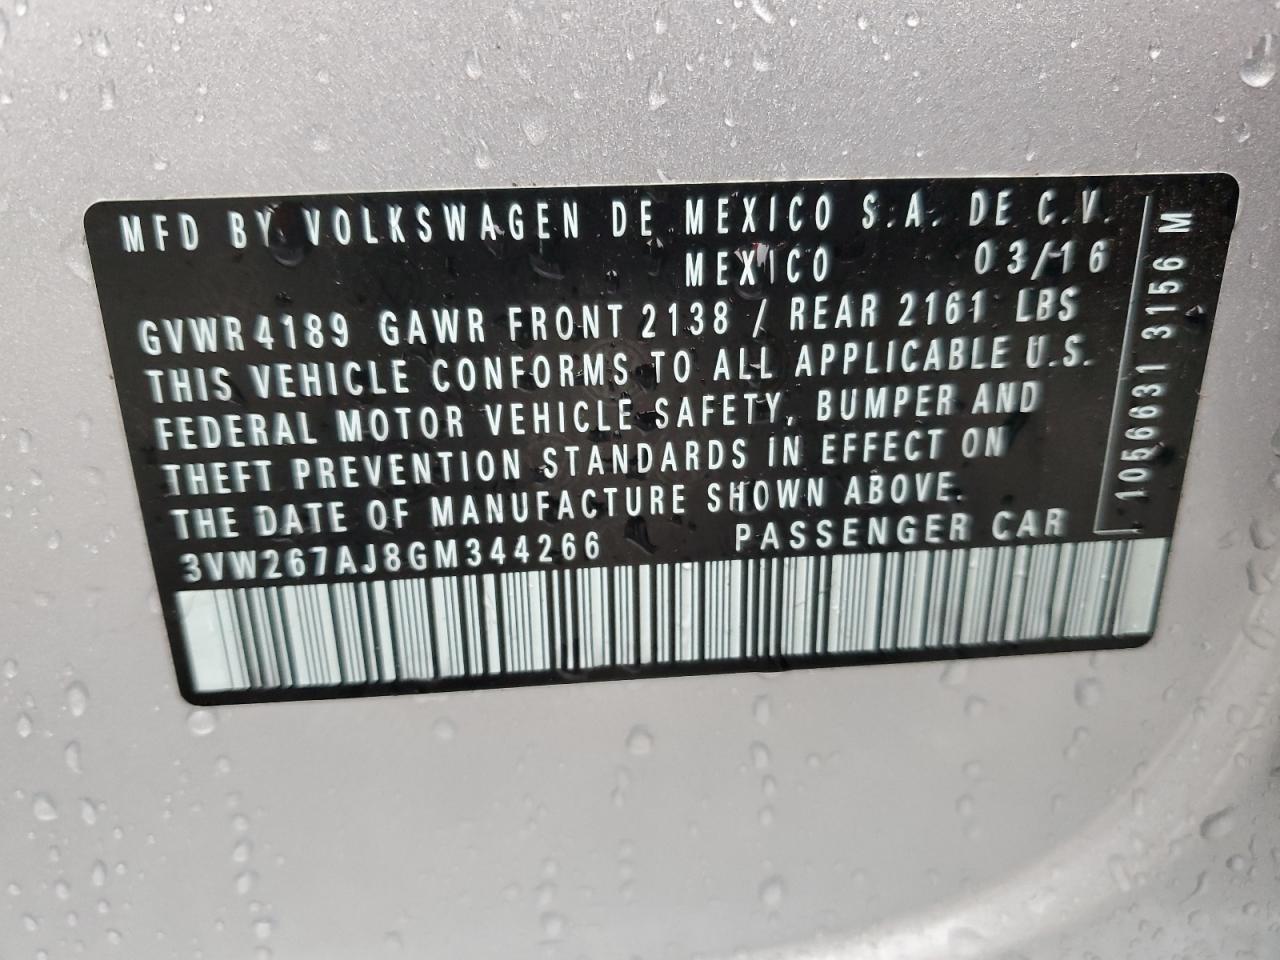 MFD BY VOLKSWAGEN DE MEXICO S.A. DE C.V.
MEXICO 03/16
GVWR 4189 GAWR FRONT 2138 / REAR 2161 LBS
THIS VEHICLE CONFORMS TO ALL APPLICABLE U.S.
FEDERAL MOTOR VEHICLE SAFETY, BUMPER AND
THEFT PREVENTION STANDARDS IN EFFECT ON
THE DATE OF MANUFACTURE SHOWN ABOVE.
3VW267AJ8GM344266 PASSENGER CAR
1056631 3156 M